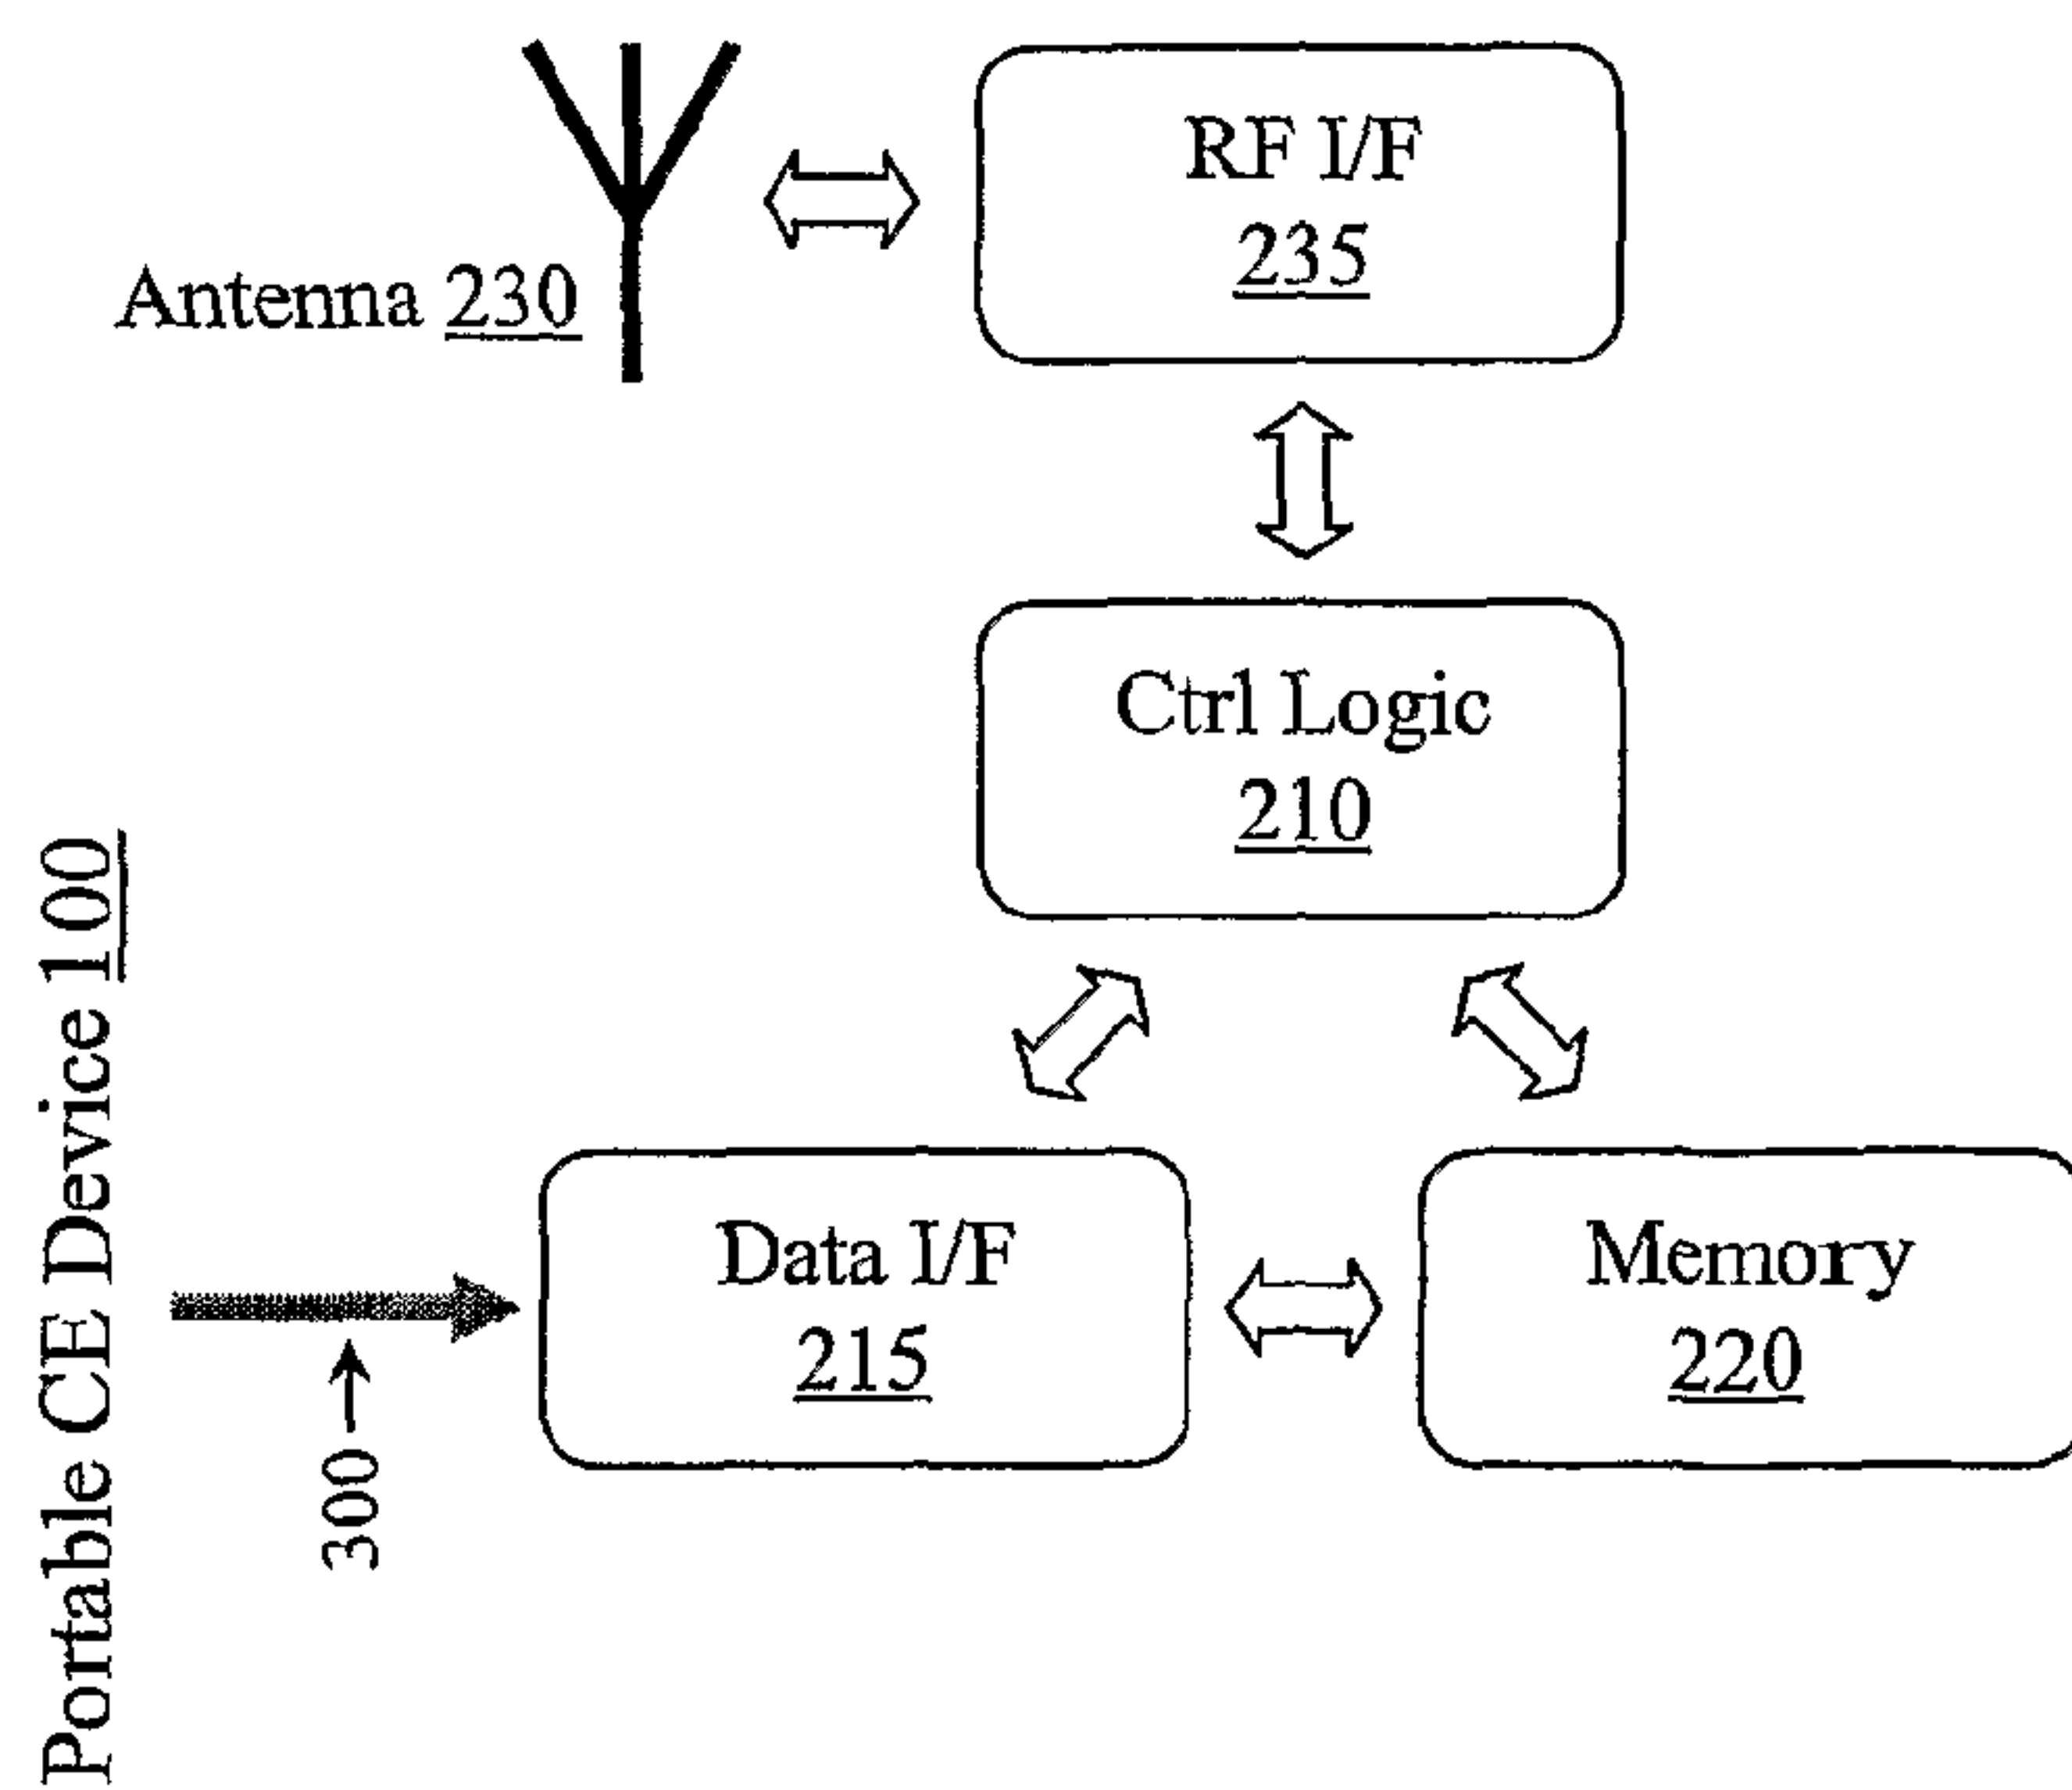 RF I/F
235
Antenna 230
Ctrl Logic
210
Portable CE Device 100
300
Data I/F
215
Memory
220